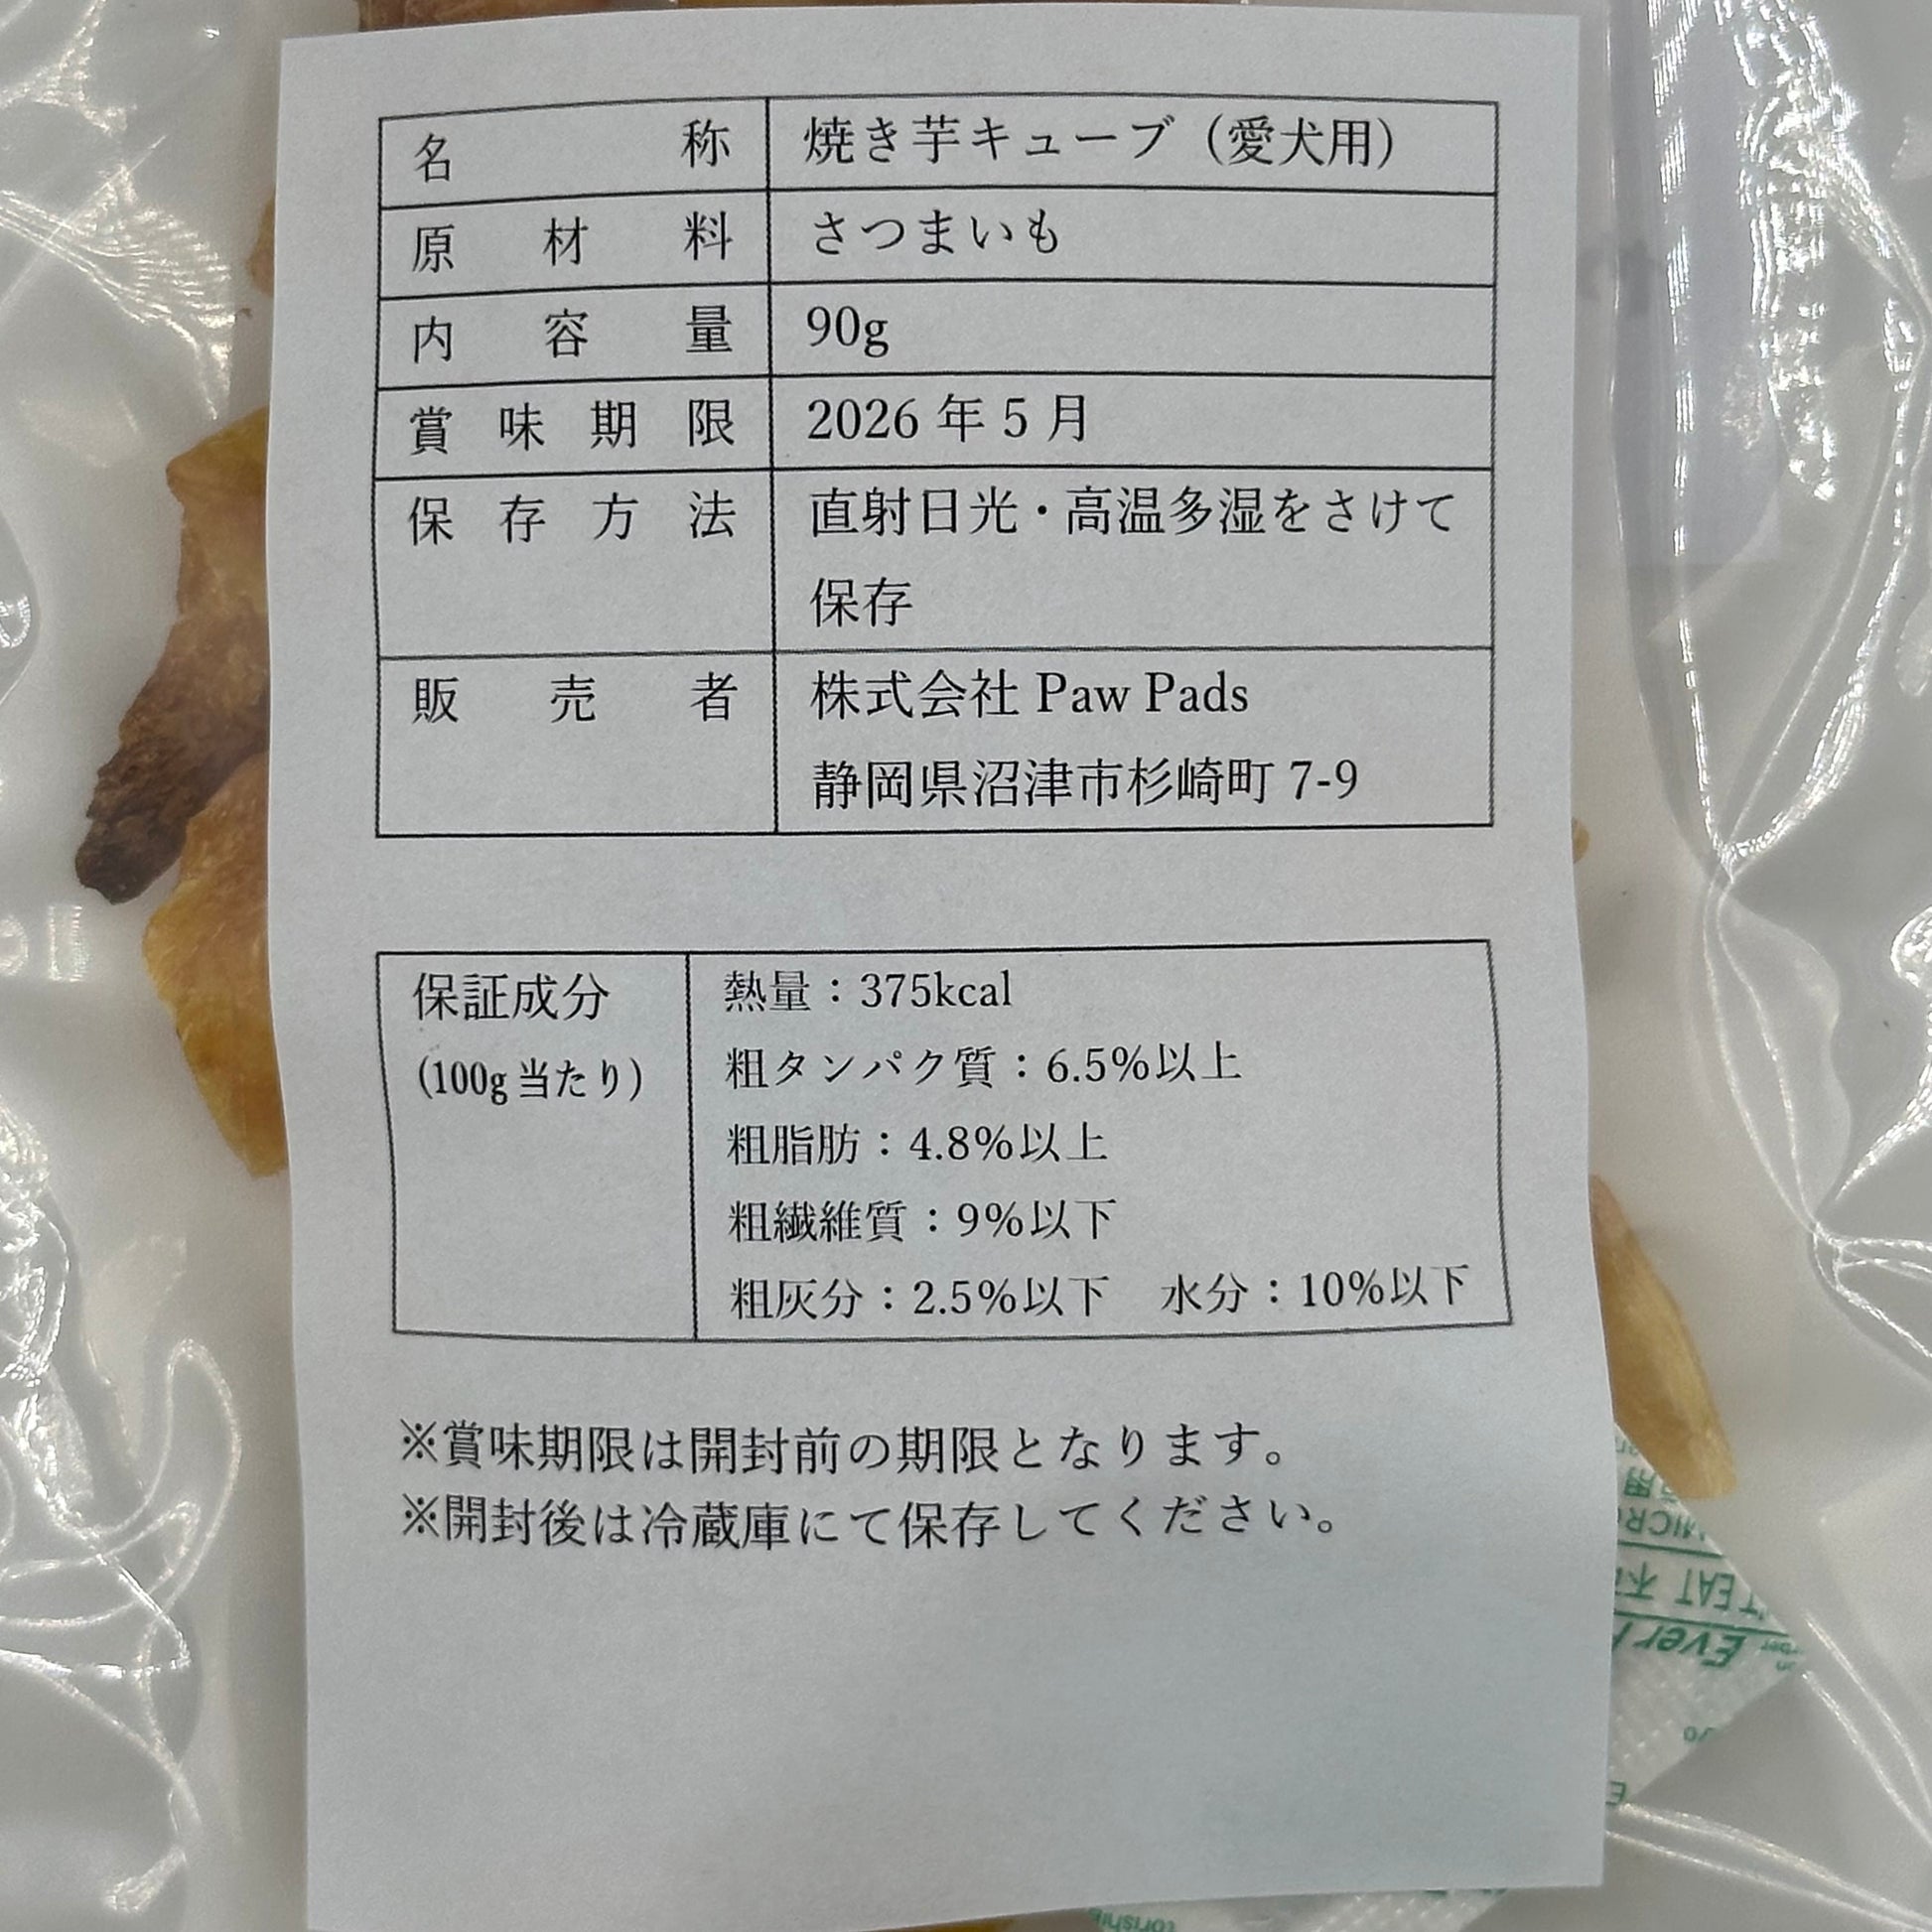 名称 焼き芋キューブ（愛犬用）
原材料 さつまいも
内容量 90g
賞味期限 2026年5月
保存方法 直射日光・高温多湿をさけて
保存
販売者 株式会社 Paw Pads
静岡県沼津市杉崎町 7-9
保証成分 熱量：375kcal
（100g当たり） 粗タンパク質：6.5%以上
粗脂肪：4.8%以上
粗繊維質：9%以下
粗灰分：2.5%以下　水分：10%以下
※賞味期限は開封前の期限となります。
※開封後は冷蔵庫にて保存してください。
EAT
Ever